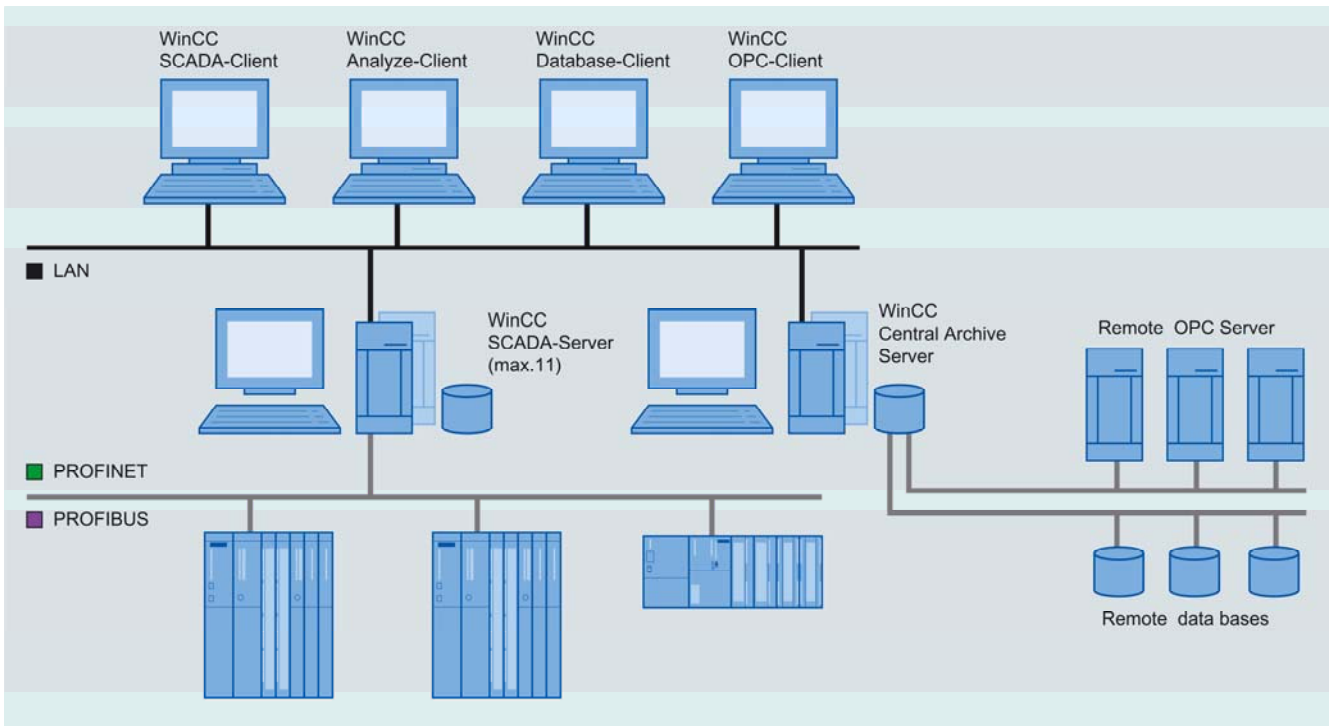 WinCC
SCADA-Client
WinCC
Analyze-Client
WinCC
Database-Client
WinCC
OPC-Client
LAN
WinCC
SCADA-Server
(max.11)
WinCC
Central Archive
Server
Remote OPC Server
PROFINET
PROFIBUS
Remote data bases